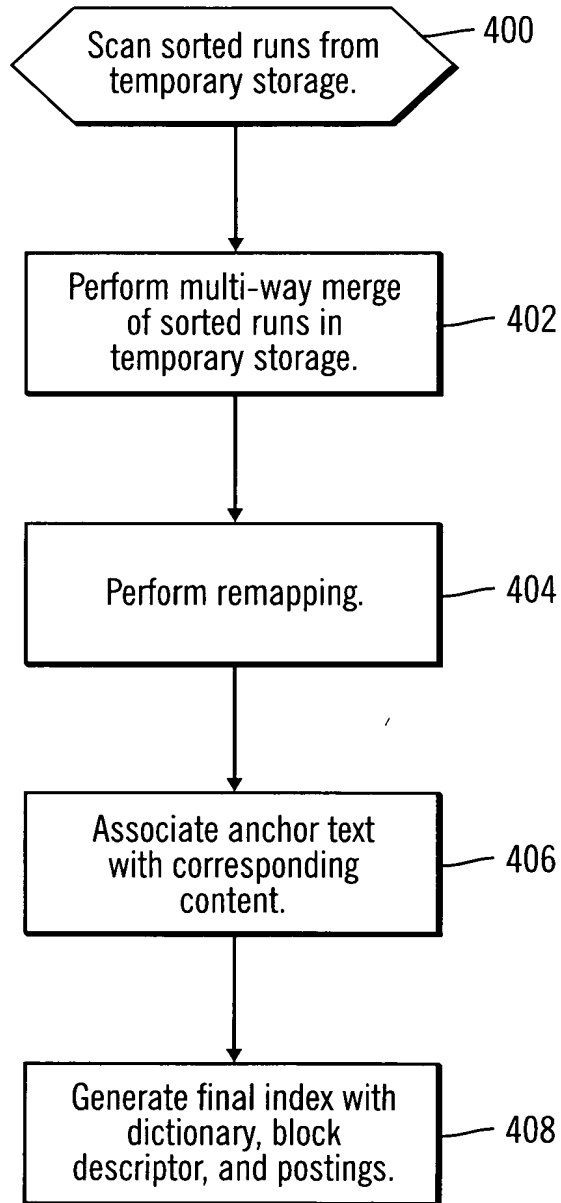 Scan sorted runs from
temporary storage.
400
Perform multi-way merge
of sorted runs in
temporary storage.
402
Perform remapping.
404
Associate anchor text
with corresponding
content.
406
Generate final index with
dictionary, block
descriptor, and postings.
408